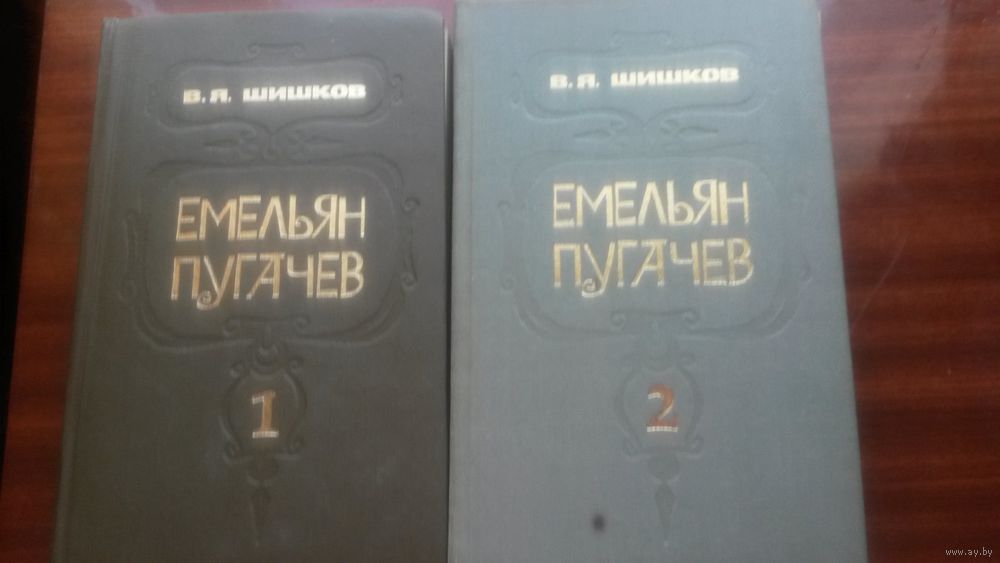 В. Я. ШИШКОВ
ЕМЕЛЬЯН
ПУГАЧЕВ
1
В. Я. ШИШКОВ
ЕМЕЛЬЯН
ПУГАЧЕВ
2
www.ay.by